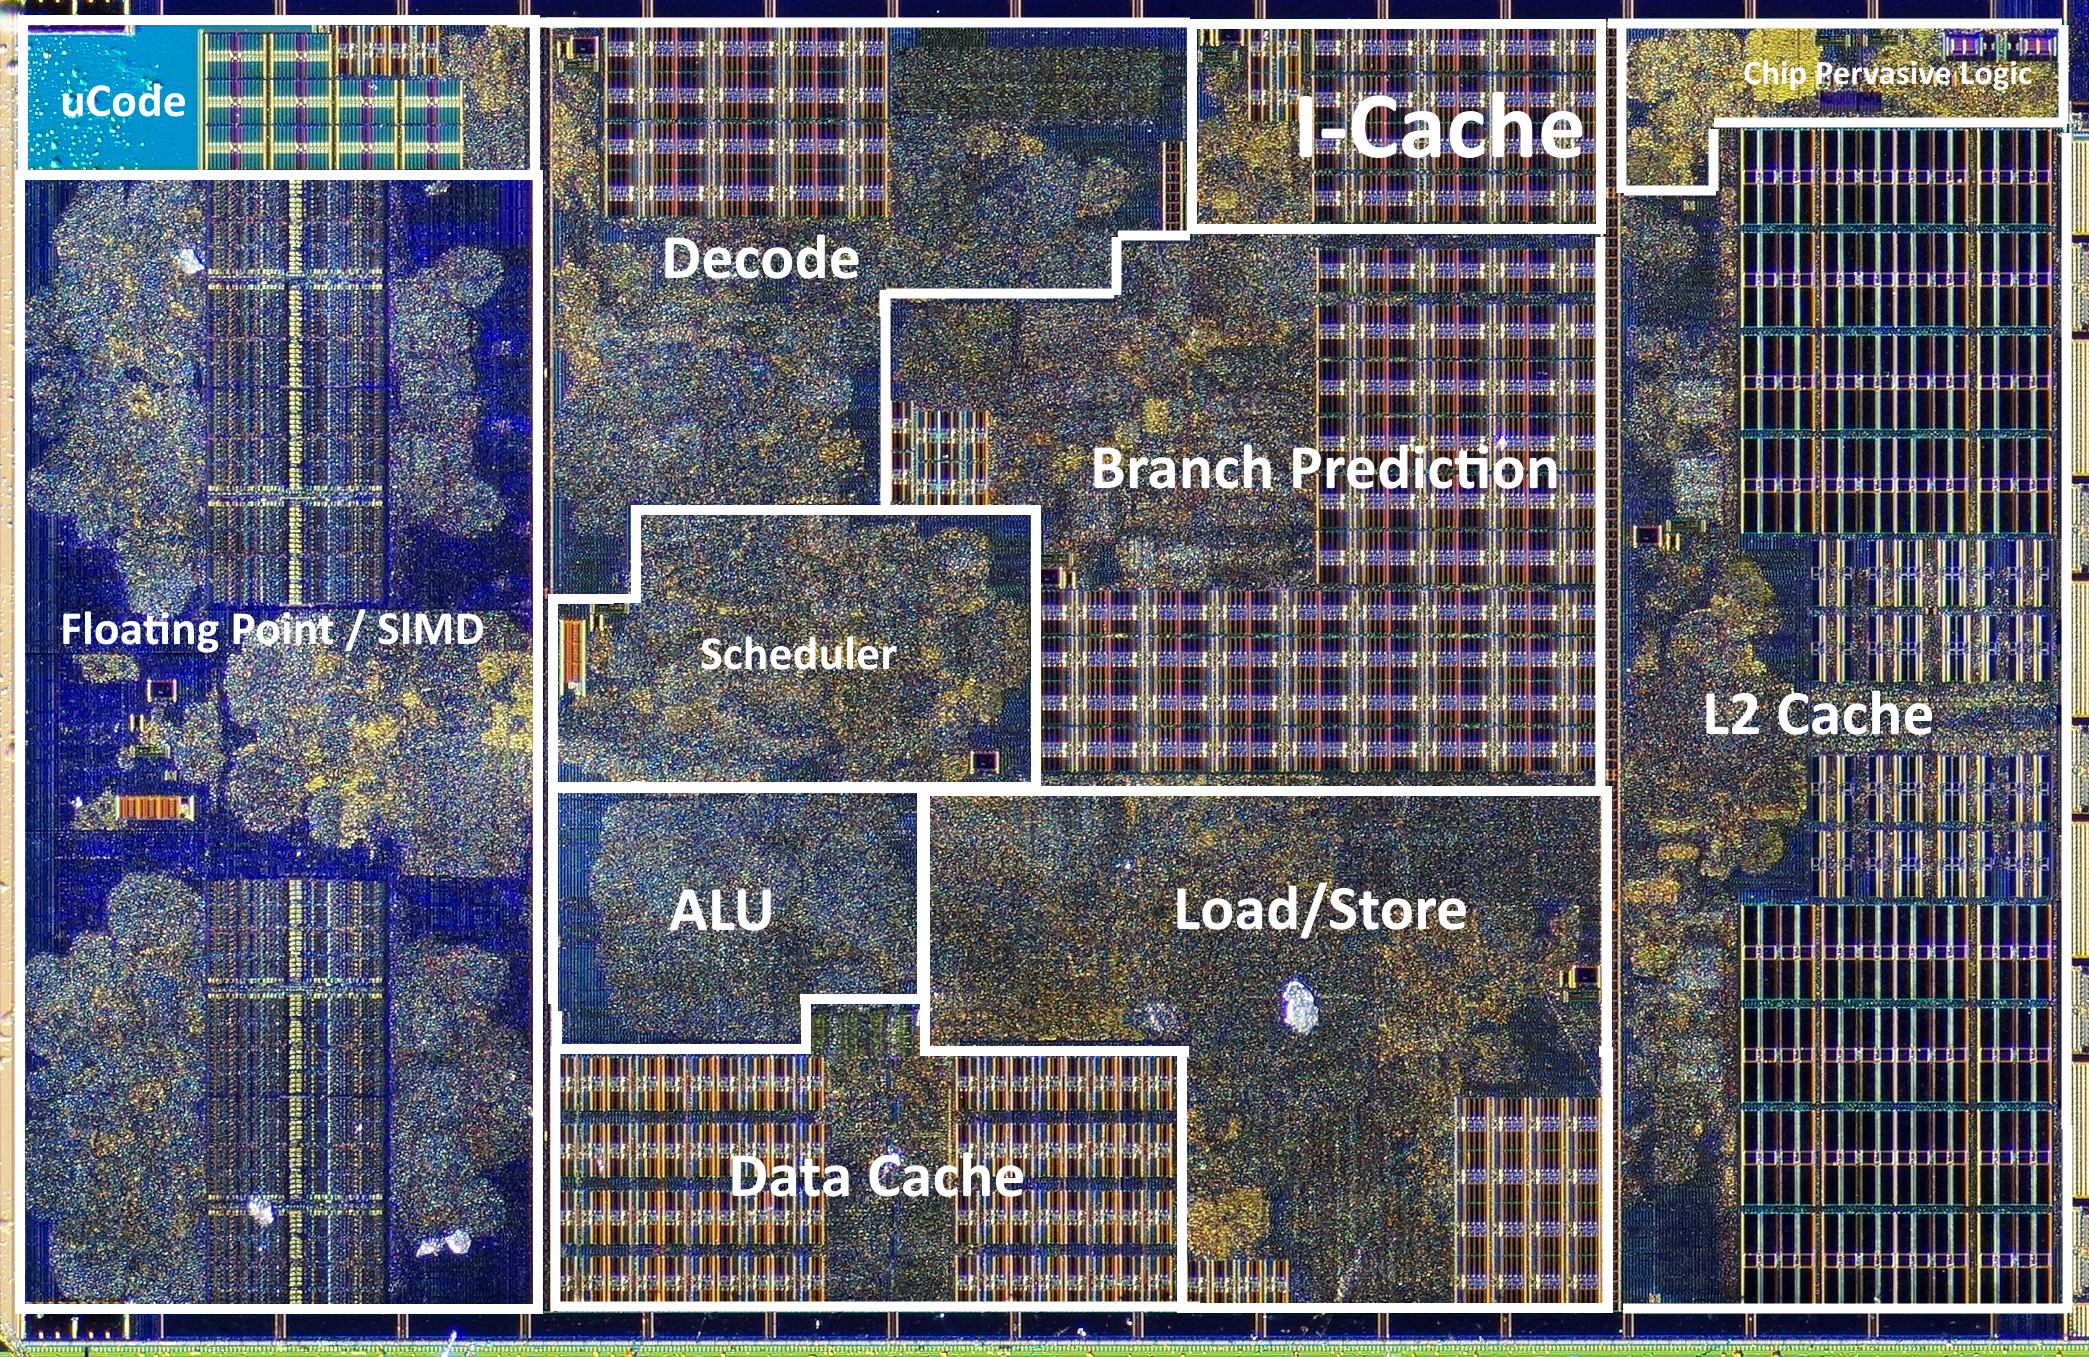 uCode
Decode
I-Cache
Chip Pervasive Logic
Branch Prediction
Floating Point / SIMD
Scheduler
L2 Cache
ALU
Load/Store
Data Cache